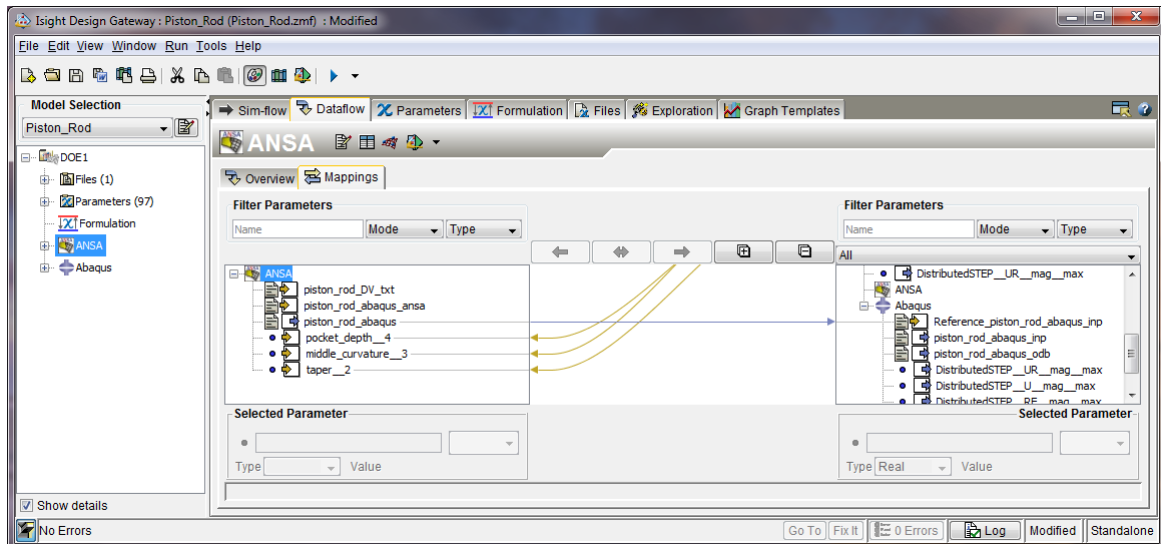 Isight Design Gateway : Piston_Rod (Piston_Rod.zmf) : Modified
File Edit View Window Run Tools Help
Model Selection
Piston_Rod
DOE1
Files (1)
Parameters (97)
Formulation
ANSA
Abaqus
Show details
Sim-flow Dataflow Parameters Formulation Files Exploration Graph Templates
ANSA
Overview Mappings
Filter Parameters
Name Mode Type
ANSA
piston_rod_DV_txt
piston_rod_abaqus_ansa
piston_rod_abaqus
pocket_depth__4
middle_curvature__3
taper__2
Selected Parameter
Type Value
Filter Parameters
Name Mode Type
All
DistributedSTEP__UR__mag__max
ANSA
Abaqus
Reference_piston_rod_abaqus_inp
piston_rod_abaqus_inp
piston_rod_abaqus_odb
DistributedSTEP__UR__mag__max
DistributedSTEP__U__mag__max
DistributedSTEP__RF__mag__max
Selected Parameter
Type Real Value
No Errors Go To Fix It 0 Errors Log Modified Standalone